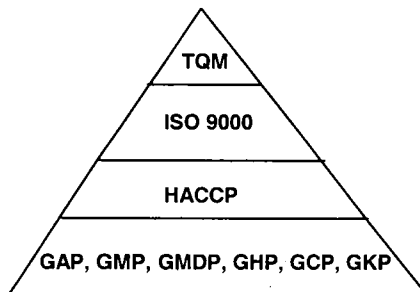 TQM
ISO 9000
HACCP
GAP, GMP, GMDP, GHP, GCP, GKP